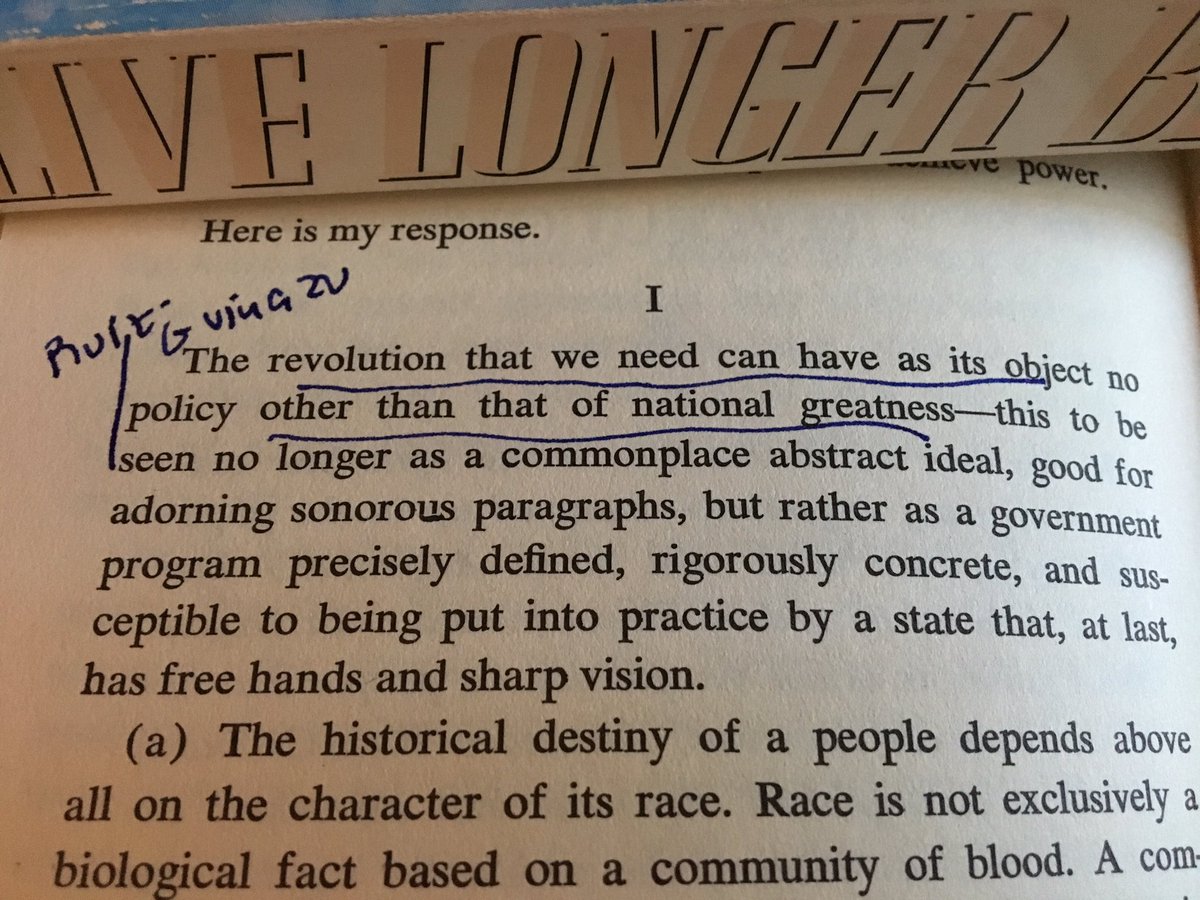 LIVE LONGER B
power.
Here is my response.
I
The revolution that we need can have as its object no
policy other than that of national greatness—this to be
seen no longer as a commonplace abstract ideal, good for
adorning sonorous paragraphs, but rather as a government
program precisely defined, rigorously concrete, and sus-
ceptible to being put into practice by a state that, at last,
has free hands and sharp vision.
(a) The historical destiny of a people depends above
all on the character of its race. Race is not exclusively a
biological fact based on a community of blood. A com-